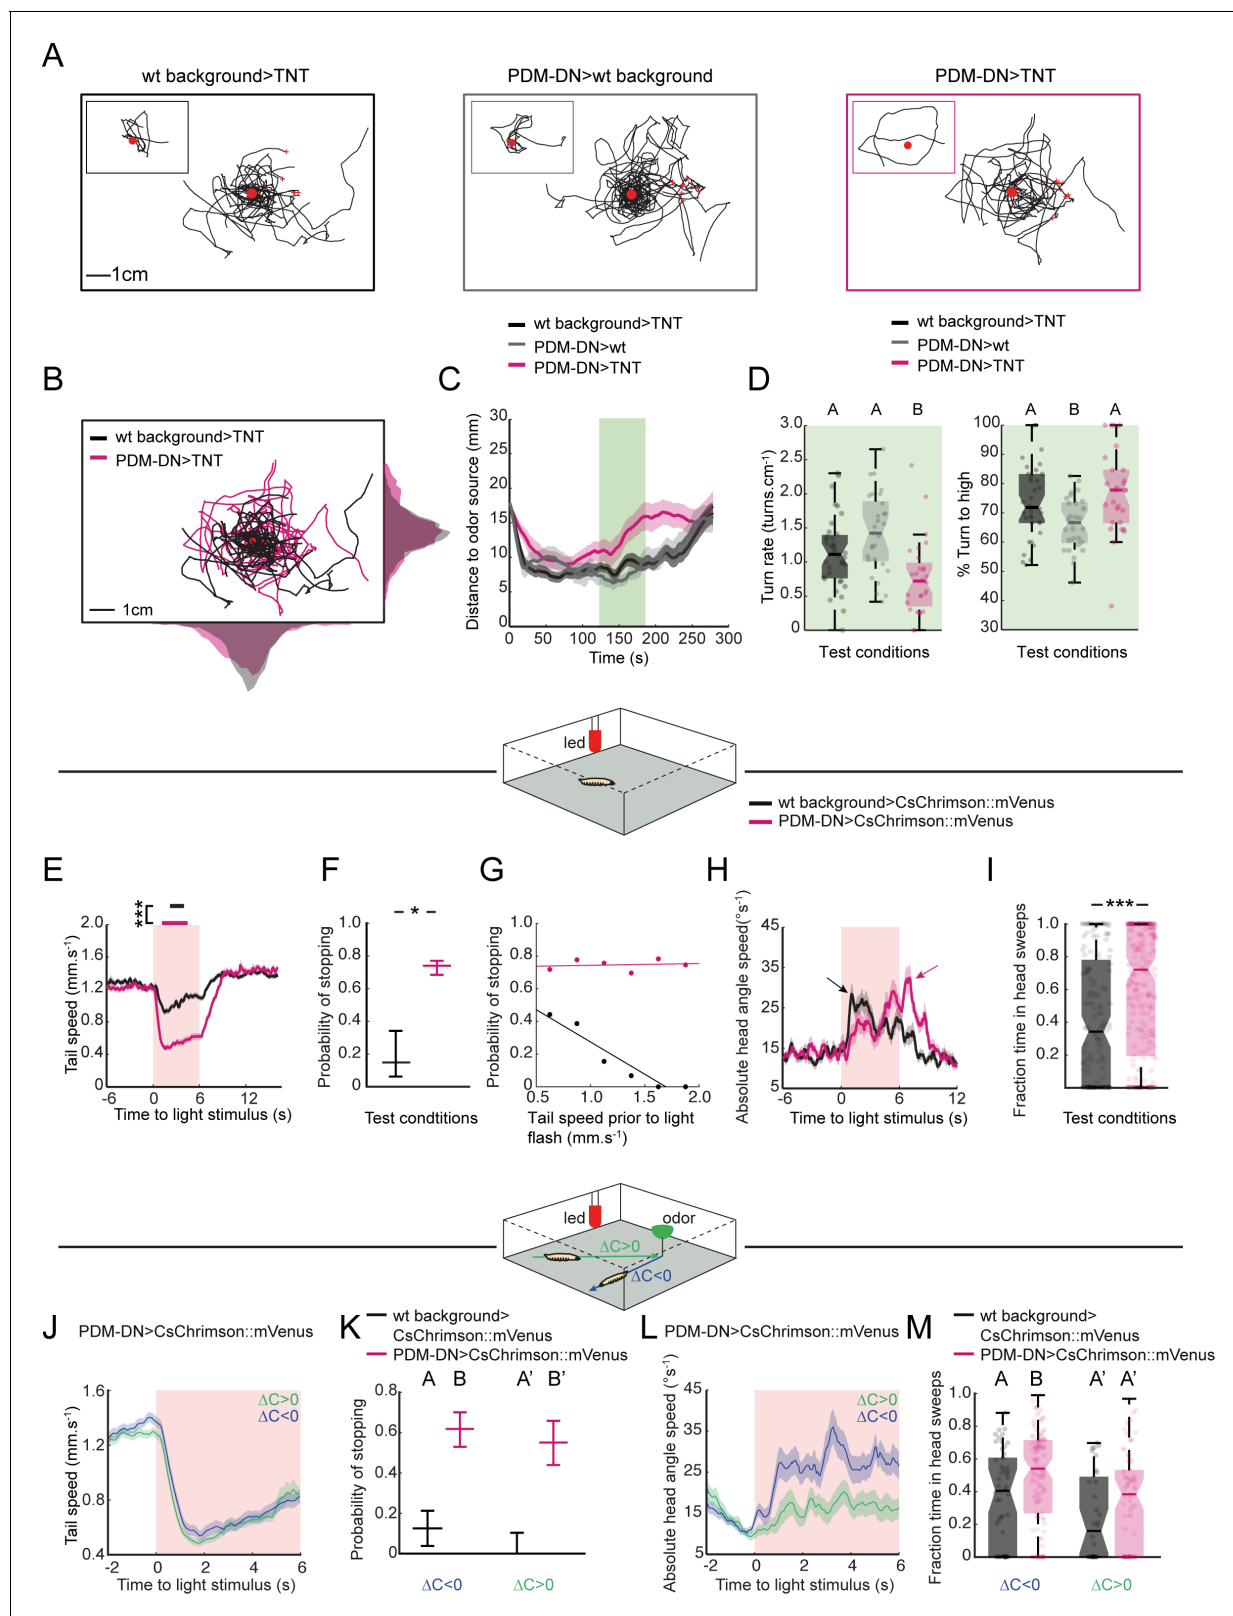 A
wt background>TNT
PDM-DN>wt background
PDM-DN>TNT
1cm
wt background>TNT
PDM-DN>wt
PDM-DN>TNT
wt background>TNT
PDM-DN>wt
PDM-DN>TNT
B
wt background>TNT
PDM-DN>TNT
1cm
C
Distance to odor source (mm)
30
25
20
15
10
5
0
0 50 100 150 200 250 300
Time (s)
D
A A B
Turn rate (turns.cm-1)
3.0
2.5
2.0
1.5
1.0
0.5
0
Test conditions
A B A
% Turn to high
100
90
80
70
60
50
40
30
Test conditions
led
wt background>CsChrimson::mVenus
PDM-DN>CsChrimson::mVenus
E
***
Tail speed (mm.s-1)
2.0
1.6
1.2
0.8
0.4
0
-6 0 6 12
Time to light stimulus (s)
F
*
Probability of stopping
1.0
0.8
0.6
0.4
0.2
0
Test condtitions
G
Probability of stopping
1.0
0.8
0.6
0.4
0.2
0
0.5 1.0 1.5 2.0
Tail speed prior to light
flash (mm.s-1)
H
Absolute head angle speed(°s-1)
45
35
25
15
5
-6 0 6 12
Time to light stimulus (s)
I
***
Fraction time in head sweeps
1.0
0.8
0.6
0.4
0.2
Test conditions
led
odor
ΔC>0
ΔC<0
J
PDM-DN>CsChrimson::mVenus
ΔC>0
ΔC<0
Tail speed (mm.s-1)
1.6
1.2
0.8
0.4
-2 0 2 4 6
Time to light stimulus (s)
K
wt background>
CsChrimson::mVenus
PDM-DN>CsChrimson::mVenus
A B A' B'
Probability of stopping
0.8
0.6
0.4
0.2
0
ΔC<0 ΔC>0
L
PDM-DN>CsChrimson::mVenus
ΔC>0
ΔC<0
Absolute head angle speed (°s-1)
45
35
25
15
5
-2 0 2 4 6
Time to light stimulus (s)
M
wt background>
CsChrimson::mVenus
PDM-DN>CsChrimson::mVenus
A B A' A'
Fraction time in head sweeps
1.0
0.8
0.6
0.4
0.2
0
ΔC<0 ΔC>0